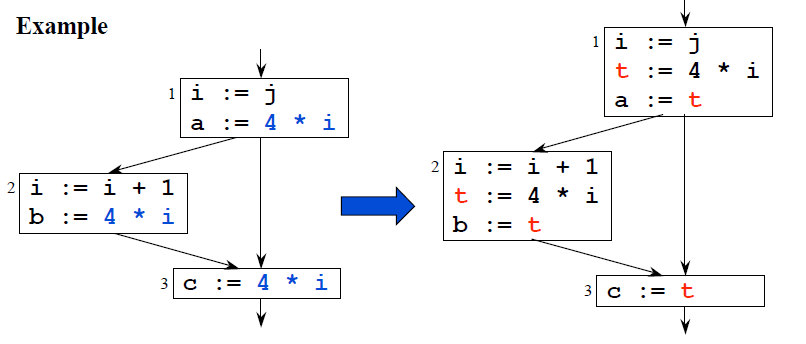 Example
1
i := j
a := 4 * i
2
i := i + 1
b := 4 * i
3
c := 4 * i
1
i := j
t := 4 * i
a := t
2
i := i + 1
t := 4 * i
b := t
3
c := t